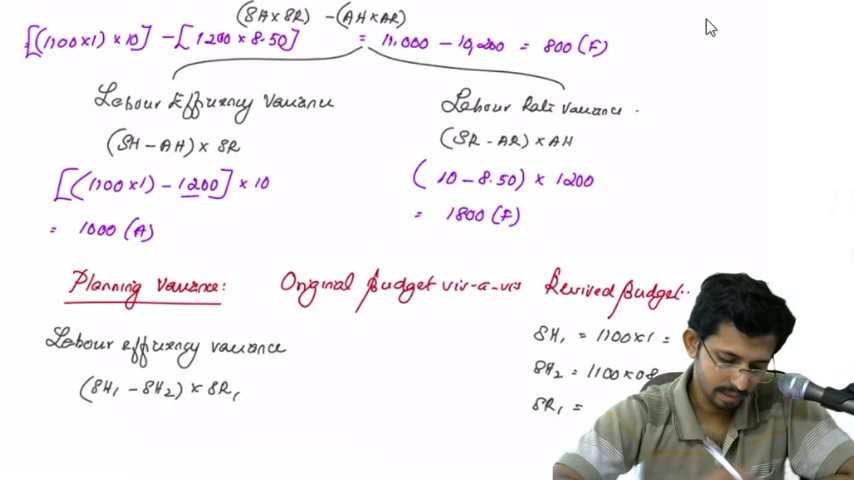 (SH×SR) - (AH×AR)
= [(1100×1) × 10] - [1200 × 8.50] = 11,000 - 10,200 = 800 (F)
Labour Efficiency Variance
Labour Rate Variance.
(SH - AH) × SR
(SR - AR) × AH
[(1100×1) - 1200] × 10
(10 - 8.50) × 1200
= 1000 (A)
= 1800 (F)
Planning Variance: Original Budget vis-a-vis Revised Budget..
Labour efficiency variance
SH₁ = 1100×1 =
(SH₁ - SH₂) × SR₁
SH₂ = 1100×
SR₁ =